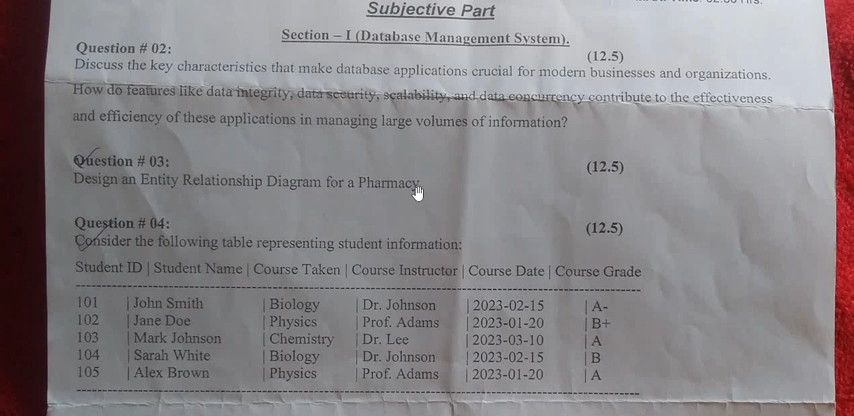 Subjective Part
Section – I (Database Management System).
Question # 02: (12.5)
Discuss the key characteristics that make database applications crucial for modern businesses and organizations.
How do features like data integrity, data security, scalability, and data concurrency contribute to the effectiveness
and efficiency of these applications in managing large volumes of information?
Question # 03: (12.5)
Design an Entity Relationship Diagram for a Pharmacy
Question # 04: (12.5)
Consider the following table representing student information:
Student ID | Student Name | Course Taken | Course Instructor | Course Date | Course Grade
101 | John Smith | Biology | Dr. Johnson | 2023-02-15 | A-
102 | Jane Doe | Physics | Prof. Adams | 2023-01-20 | B+
103 | Mark Johnson | Chemistry | Dr. Lee | 2023-03-10 | A
104 | Sarah White | Biology | Dr. Johnson | 2023-02-15 | B
105 | Alex Brown | Physics | Prof. Adams | 2023-01-20 | A